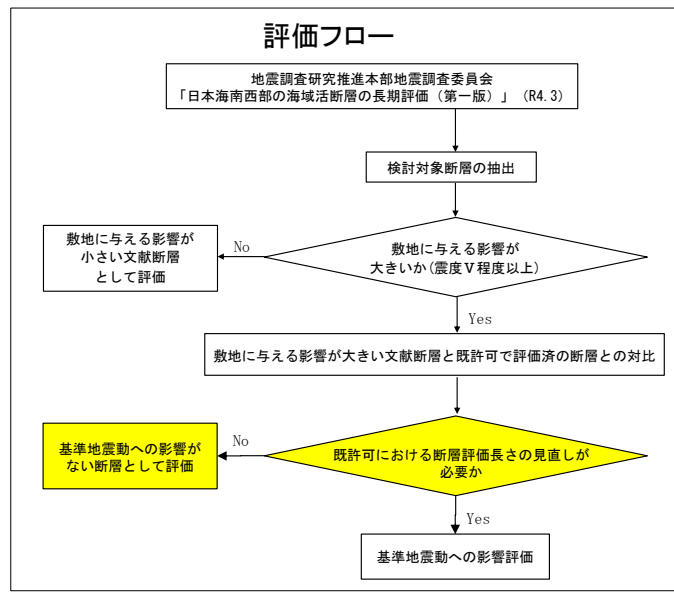 評価フロー
地震調査研究推進本部地震調査委員会
「日本海南西部の海域活断層の長期評価（第一版）」（R4.3）
検討対象断層の抽出
敷地に与える影響が
大きいか(震度Ⅴ程度以上)
No
敷地に与える影響が
小さい文献断層
として評価
Yes
敷地に与える影響が大きい文献断層と既許可で評価済の断層との対比
既許可における断層評価長さの見直しが
必要か
No
基準地震動への影響が
ない断層として評価
Yes
基準地震動への影響評価